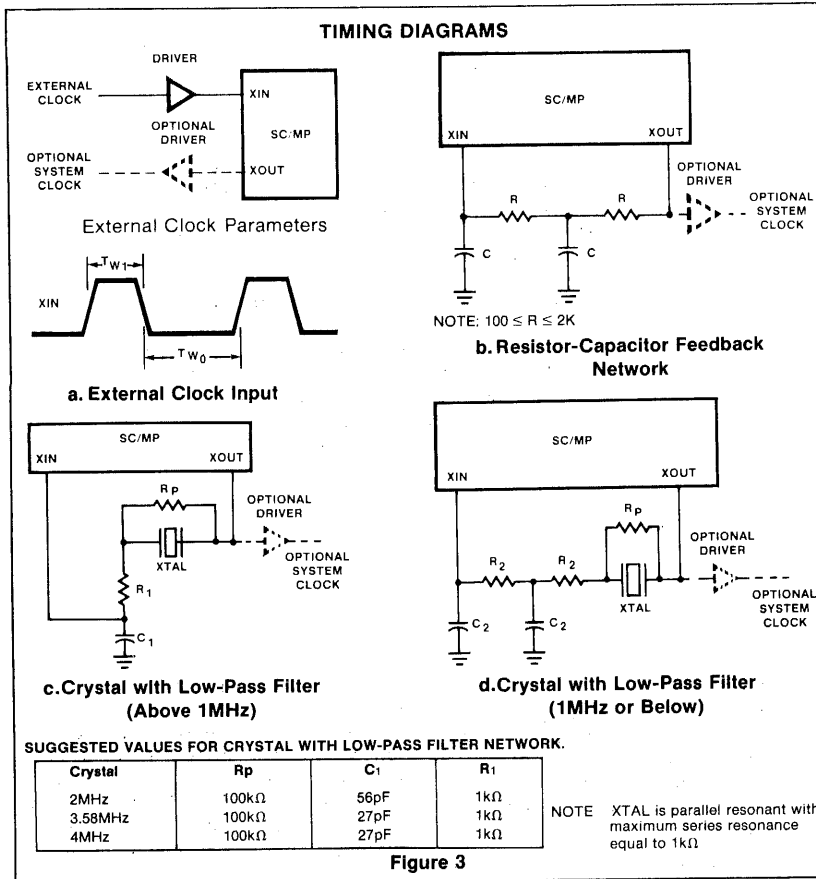 TIMING DIAGRAMS
DRIVER
EXTERNAL
CLOCK
XIN
OPTIONAL
DRIVER
SC/MP
OPTIONAL
SYSTEM
CLOCK
XOUT
External Clock Parameters
TW1
XIN
TW0
a. External Clock Input
SC/MP
XIN
XOUT
OPTIONAL
DRIVER
OPTIONAL
SYSTEM
CLOCK
R
R
C
C
NOTE: 100 ≤ R ≤ 2K
b. Resistor-Capacitor Feedback
Network
SC/MP
XIN
XOUT
Rp
OPTIONAL
DRIVER
XTAL
OPTIONAL
SYSTEM
CLOCK
R1
C1
c.Crystal with Low-Pass Filter
(Above 1MHz)
SC/MP
XIN
XOUT
Rp
OPTIONAL
DRIVER
R2
R2
XTAL
OPTIONAL
SYSTEM
CLOCK
C2
C2
d.Crystal with Low-Pass Filter
(1MHz or Below)
SUGGESTED VALUES FOR CRYSTAL WITH LOW-PASS FILTER NETWORK.
Crystal Rp C1 R1
2MHz 100kΩ 56pF 1kΩ
3.58MHz 100kΩ 27pF 1kΩ
4MHz 100kΩ 27pF 1kΩ
NOTE XTAL is parallel resonant with
maximum series resonance
equal to 1kΩ
Figure 3